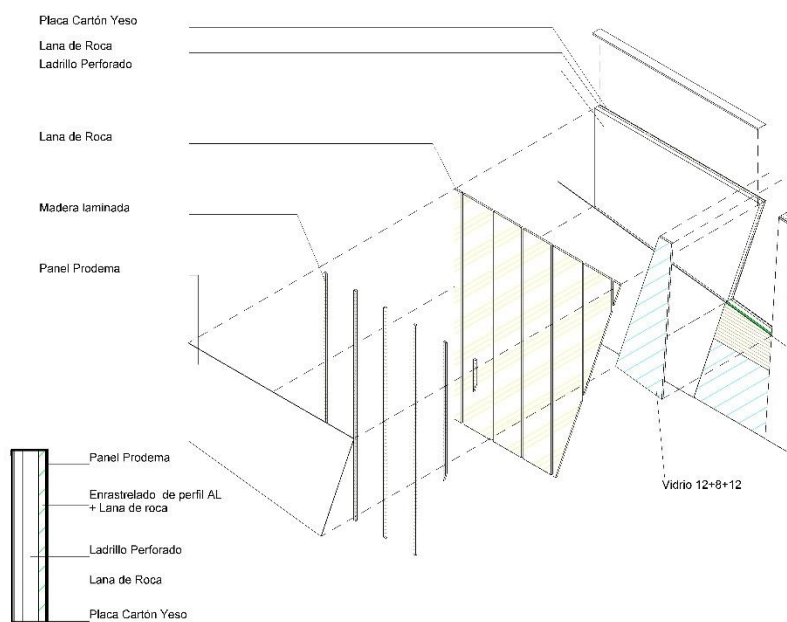 Placa Cartón Yeso
Lana de Roca
Ladrillo Perforado
Lana de Roca
Madera laminada
Panel Prodema
Panel Prodema
Enrastrelado de perfil AL
+ Lana de roca
Ladrillo Perforado
Lana de Roca
Placa Cartón Yeso
Vidrio 12+8+12